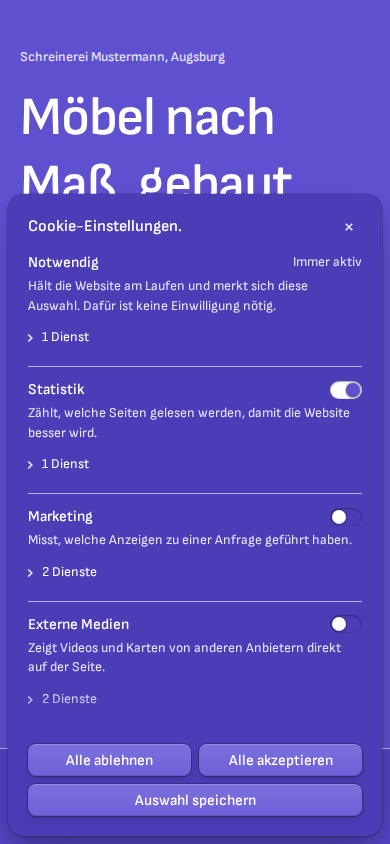 Schreinerei Mustermann, Augsburg
Möbel nach
Maß, gebaut
Cookie-Einstellungen.
×
Notwendig
Immer aktiv
Hält die Website am Laufen und merkt sich diese
Auswahl. Dafür ist keine Einwilligung nötig.
1 Dienst
Statistik
Zählt, welche Seiten gelesen werden, damit die Website
besser wird.
1 Dienst
Marketing
Misst, welche Anzeigen zu einer Anfrage geführt haben.
2 Dienste
Externe Medien
Zeigt Videos und Karten von anderen Anbietern direkt
auf der Seite.
2 Dienste
Alle ablehnen
Alle akzeptieren
Auswahl speichern